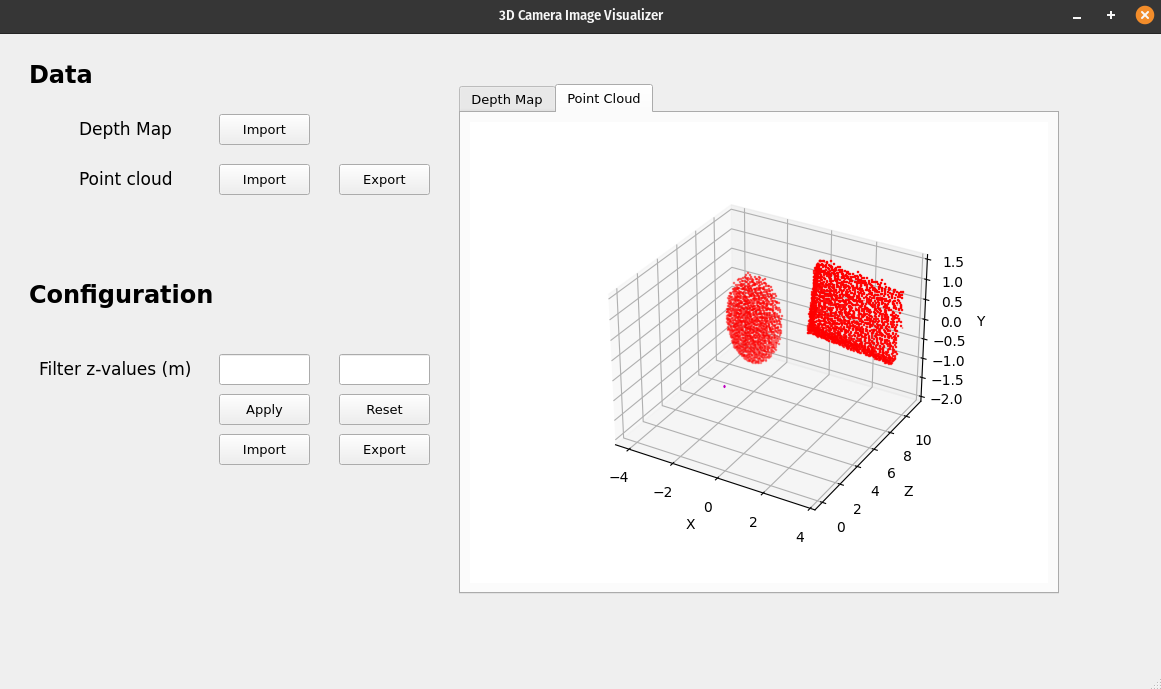 3D Camera Image Visualizer
Data
Depth Map Import
Point cloud Import Export
Configuration
Filter z-values (m)
Apply Reset
Import Export
Depth Map Point Cloud
1.5
1.0
0.5
0.0 Y
−0.5
−1.0
−1.5
−2.0
10
8
6
4 Z
2
0
−4
−2
0
2
4
X